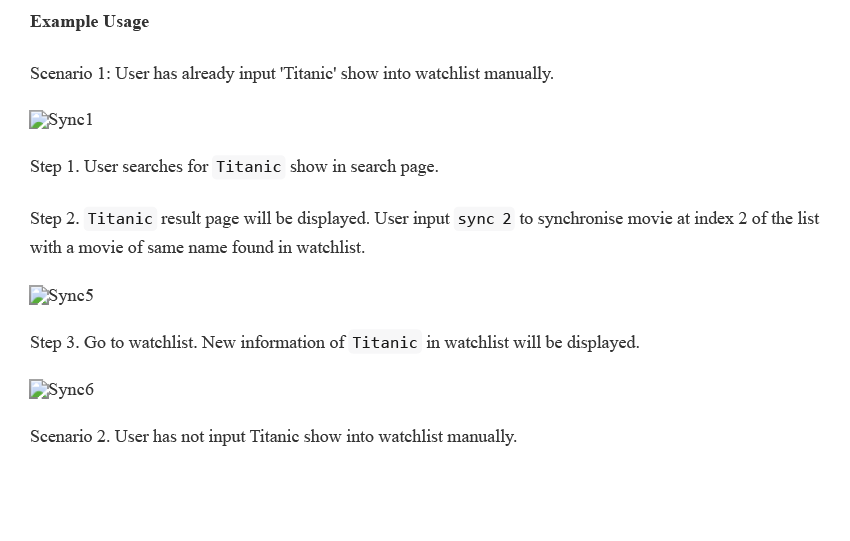 Example Usage
Scenario 1: User has already input 'Titanic' show into watchlist manually.
Sync1
Step 1. User searches for Titanic show in search page.
Step 2. Titanic result page will be displayed. User input sync 2 to synchronise movie at index 2 of the list
with a movie of same name found in watchlist.
Sync5
Step 3. Go to watchlist. New information of Titanic in watchlist will be displayed.
Sync6
Scenario 2. User has not input Titanic show into watchlist manually.